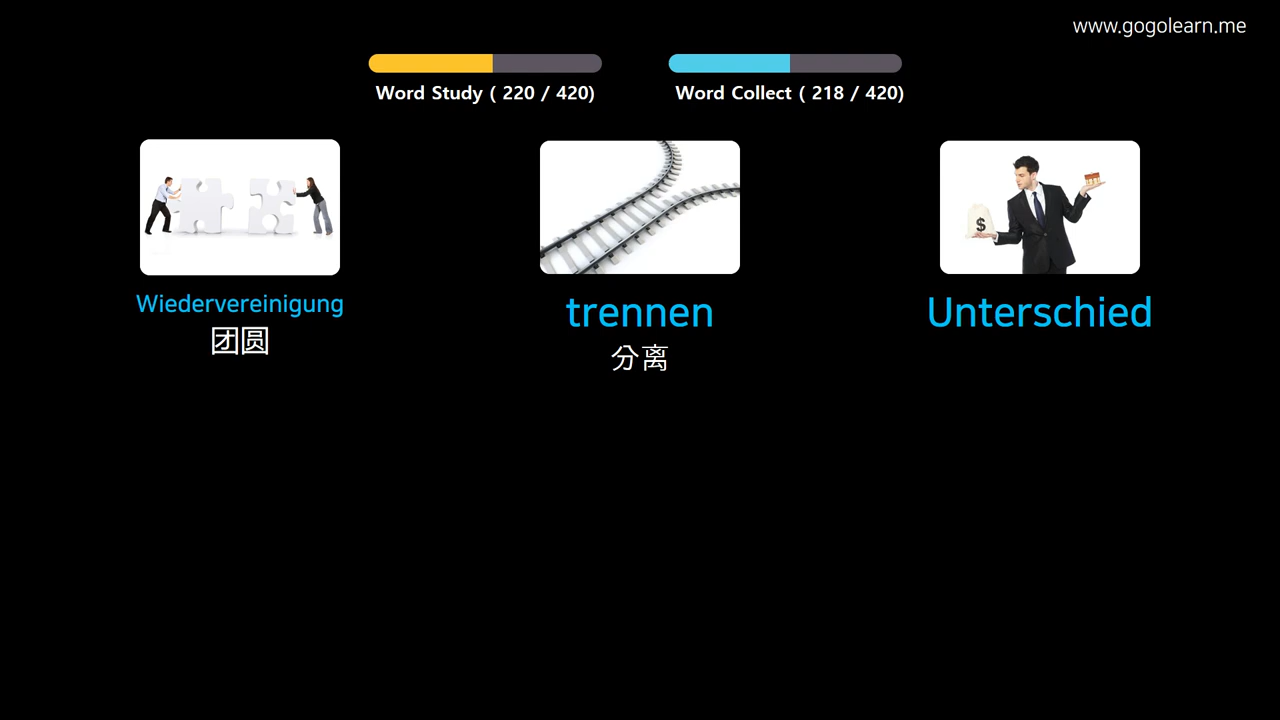 www.gogolearn.me
Word Study ( 220 / 420)
Word Collect ( 218 / 420)
$
Wiedervereinigung
团圆
trennen
分离
Unterschied